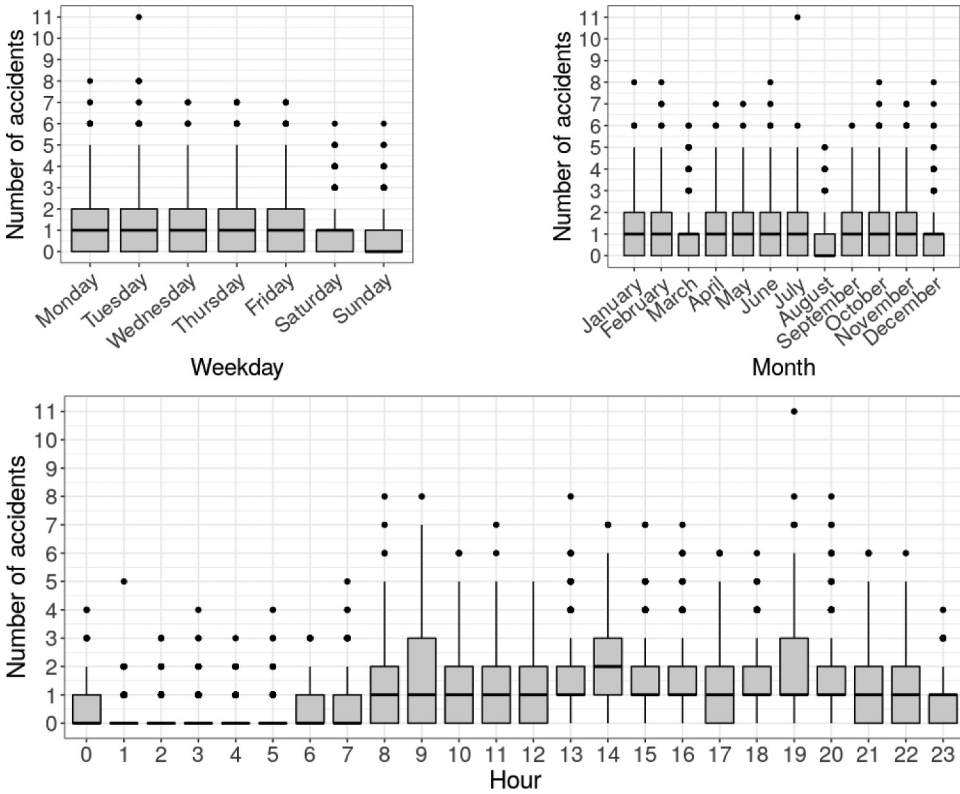 Number of accidents
11
10
9
8
7
6
5
4
3
2
1
0
Monday
Tuesday
Wednesday
Thursday
Friday
Saturday
Sunday
Weekday
Number of accidents
11
10
9
8
7
6
5
4
3
2
1
0
January
February
March
April
May
June
July
August
September
October
November
December
Month
Number of accidents
11
10
9
8
7
6
5
4
3
2
1
0
0 1 2 3 4 5 6 7 8 9 10 11 12 13 14 15 16 17 18 19 20 21 22 23
Hour